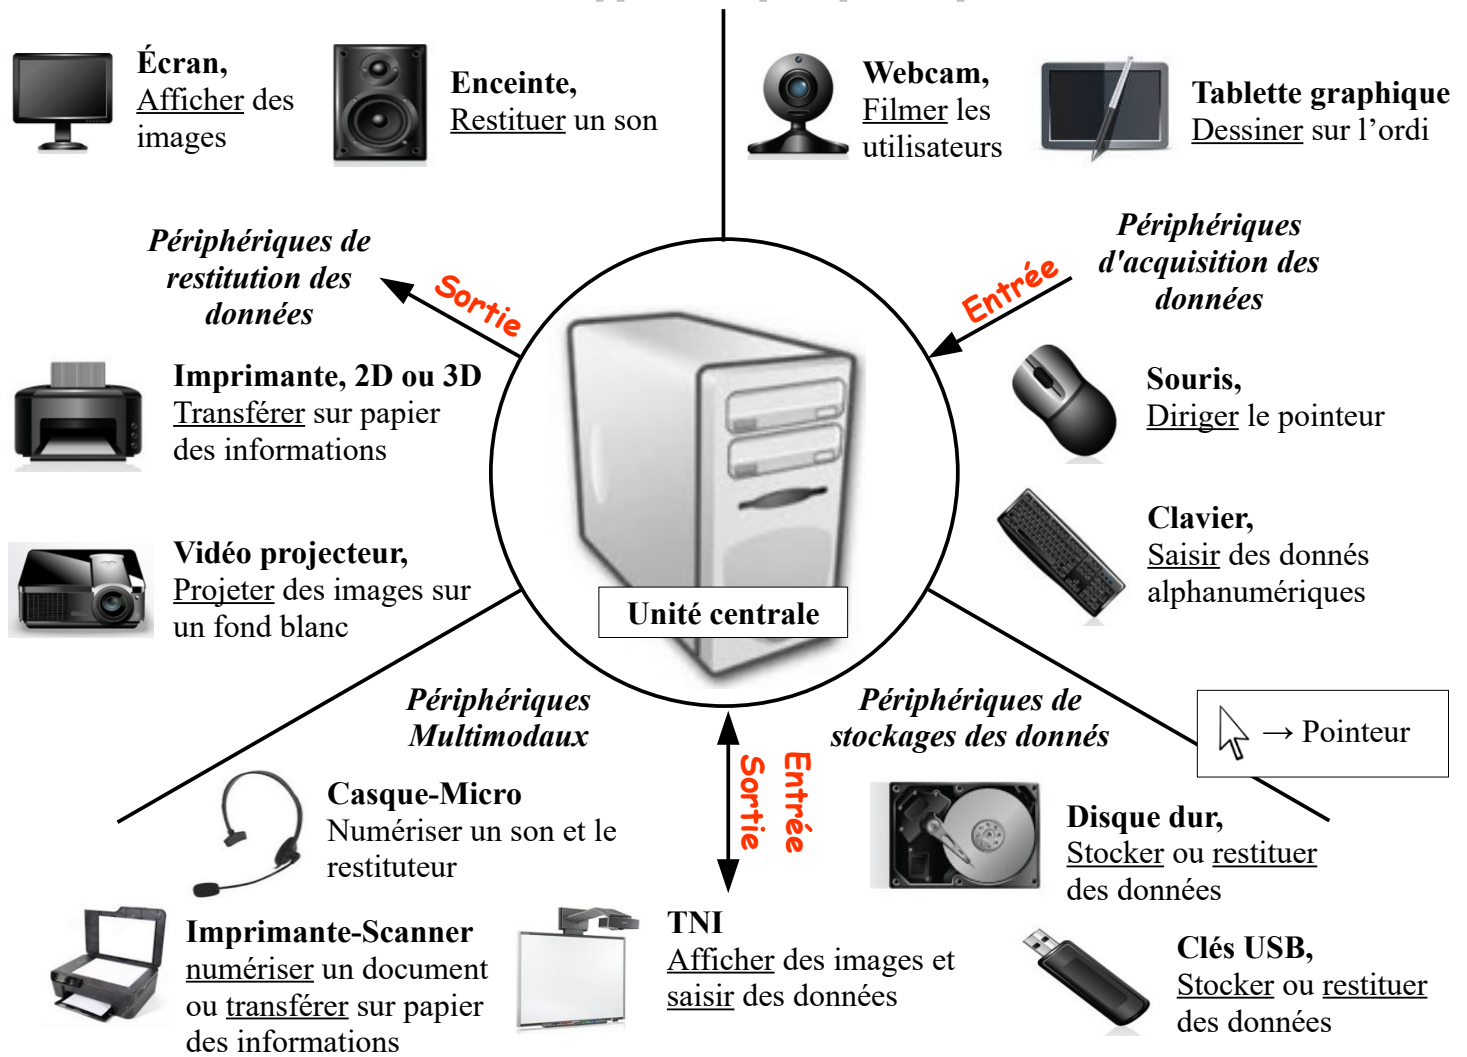 Écran,
Afficher des
images
Enceinte,
Restituer un son
Webcam,
Filmer les
utilisateurs
Tablette graphique
Dessiner sur l’ordi
Périphériques de
restitution des
données
Sortie
Entrée
Périphériques
d'acquisition des
données
Imprimante, 2D ou 3D
Transférer sur papier
des informations
Souris,
Diriger le pointeur
Vidéo projecteur,
Projeter des images sur
un fond blanc
Unité centrale
Clavier,
Saisir des donnés
alphanumériques
Périphériques
Multimodaux
Périphériques de
stockages des donnés
→ Pointeur
Entrée
Sortie
Casque-Micro
Numériser un son et le
restituteur
Disque dur,
Stocker ou restituer
des données
Imprimante-Scanner
numériser un document
ou transférer sur papier
des informations
TNI
Afficher des images et
saisir des données
Clés USB,
Stocker ou restituer
des données